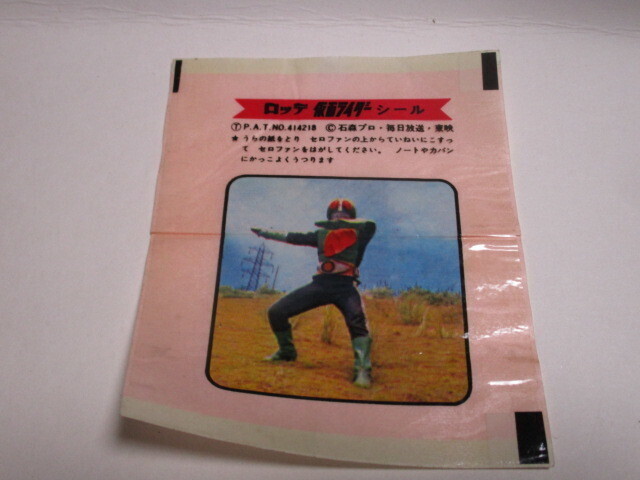 ロッテ 仮面ライダー シール
Ⓣ P.A.T.NO.414218 Ⓒ石森プロ・毎日放送・東映
★ うらの紙をとり セロファンの上からていねいにこすっ
て セロファンをはがしてください。 ノートやカバン
にかっこよくうつります